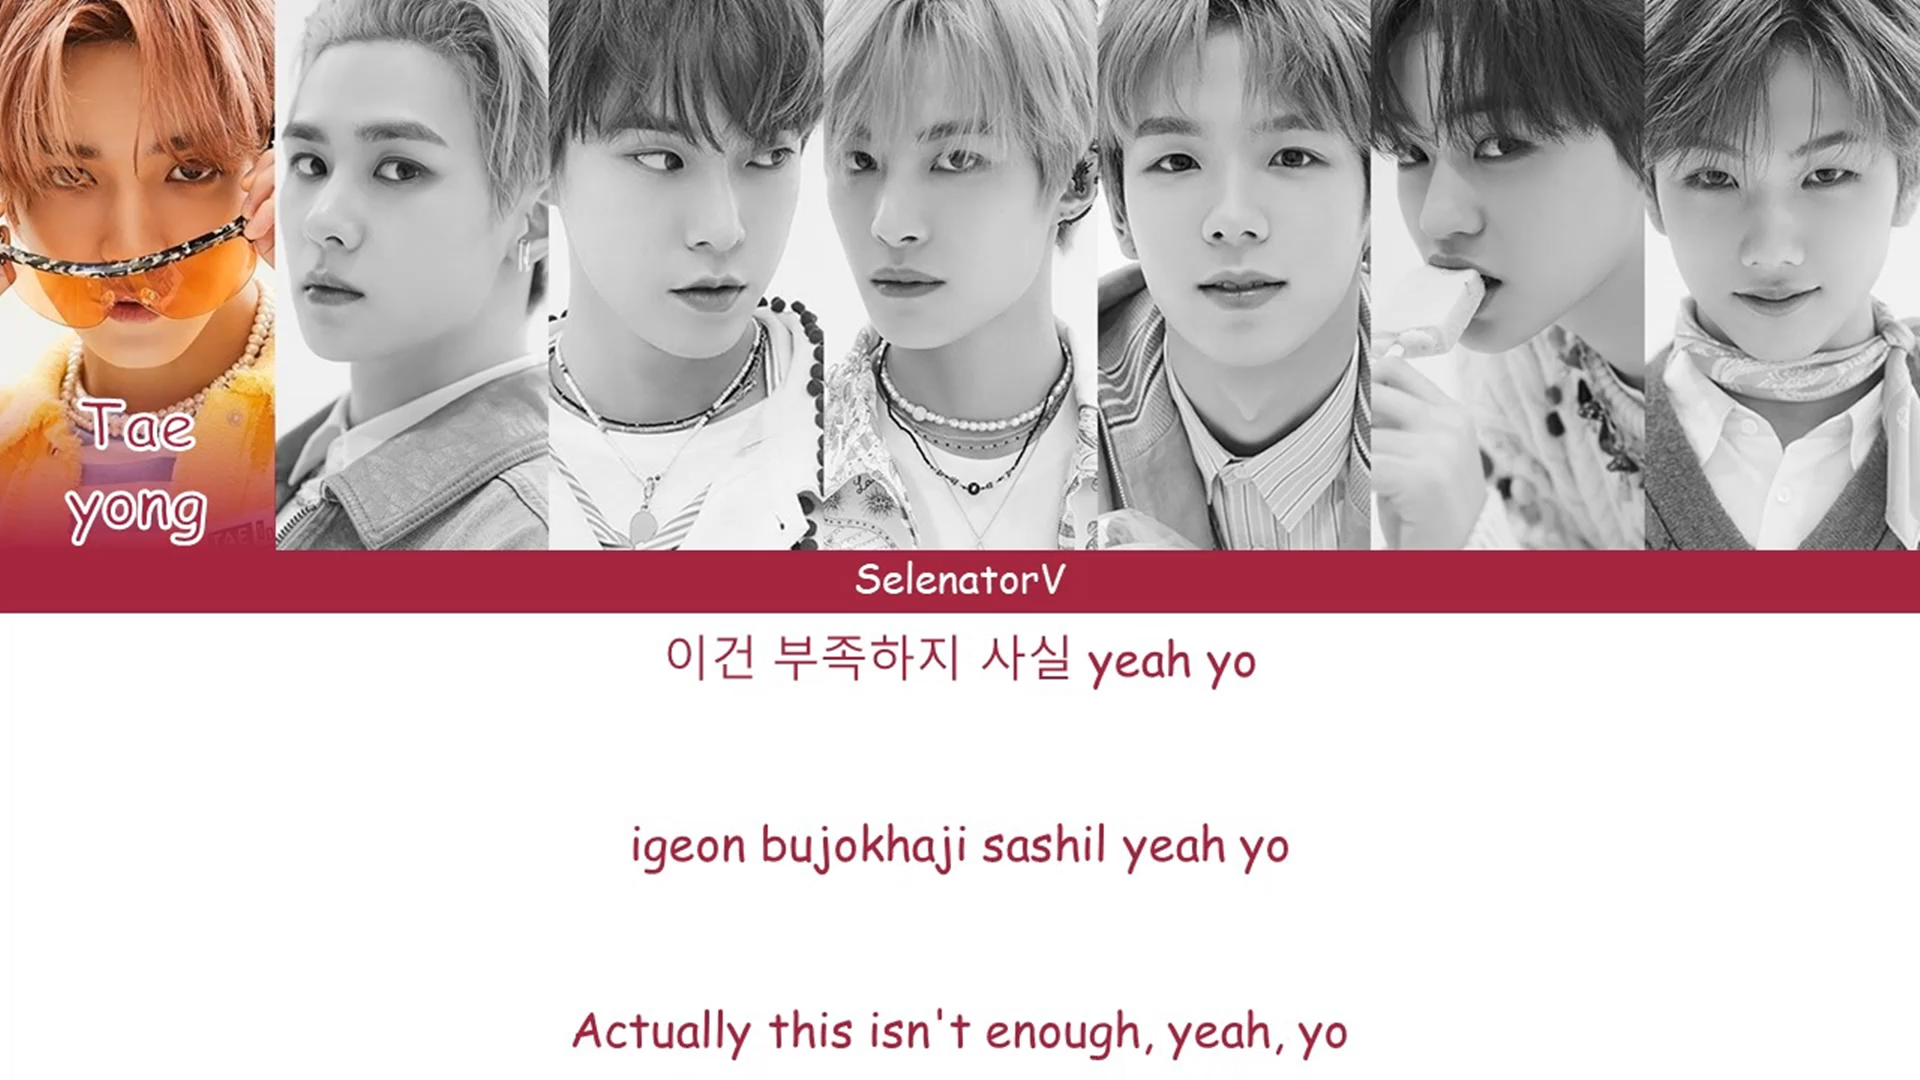 Tae
yong
SelenatorV
이건 부족하지 사실 yeah yo
igeon bujokhaji sashil yeah yo
Actually this isn't enough, yeah, yo